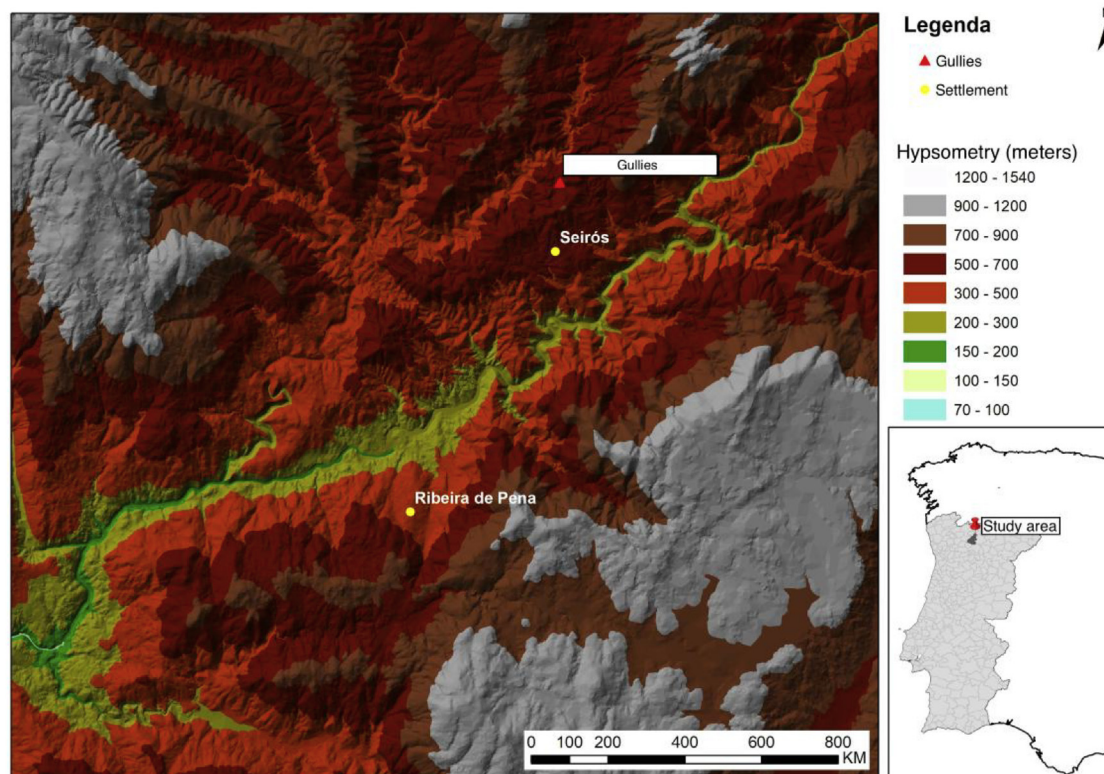 Legenda
Gullies
Settlement
Hypsometry (meters)
1200 - 1540
900 - 1200
700 - 900
500 - 700
300 - 500
200 - 300
150 - 200
100 - 150
70 - 100
Gullies
Seirós
Ribeira de Pena
Study area
0 100 200 400 600 800
KM